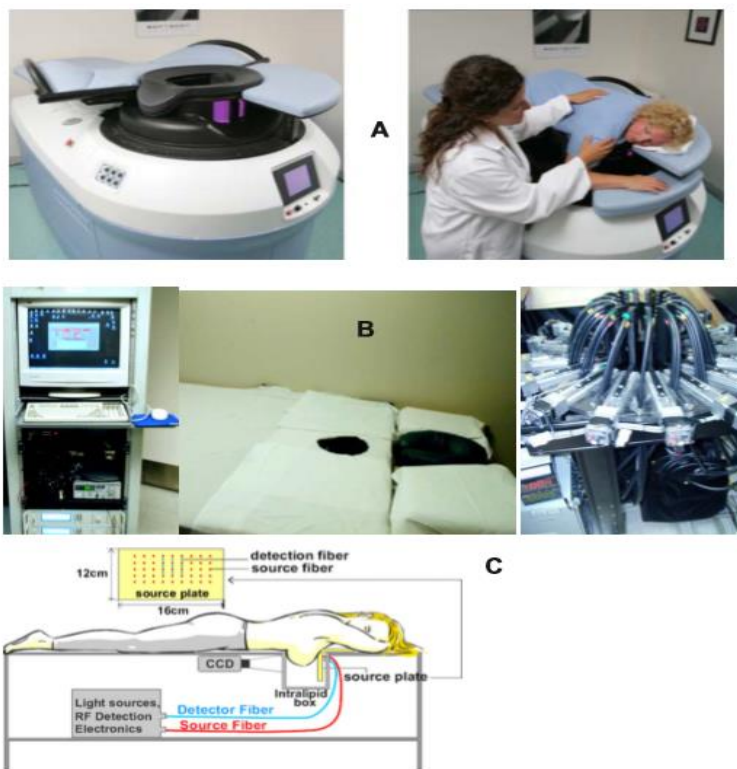 A
B
C
detection fiber
source fiber
12cm
source plate
16cm
CCD
source plate
Intralipid
box
Light sources,
RF Detection
Electronics
Detector Fiber
Source Fiber